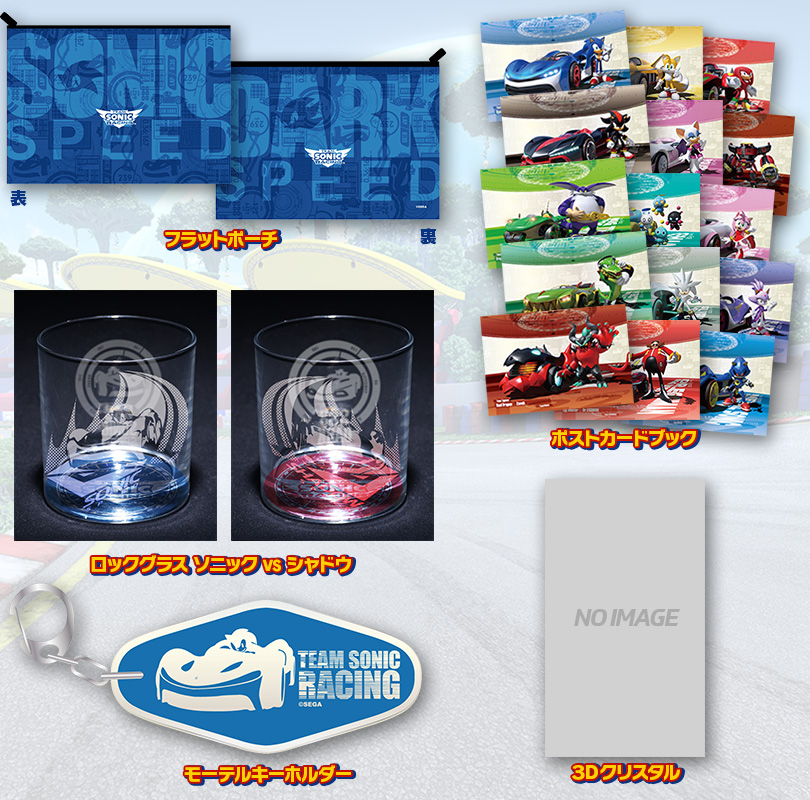 SONIC
SPEED
TEAM
SONIC
RACING
表
DARK
SPEED
TEAM
SONIC
RACING
©SEGA
裏
フラットポーチ
ポストカードブック
ロックグラス ソニック vs シャドウ
TEAM SONIC
RACING
©SEGA
モーテルキーホルダー
NO IMAGE
3Dクリスタル